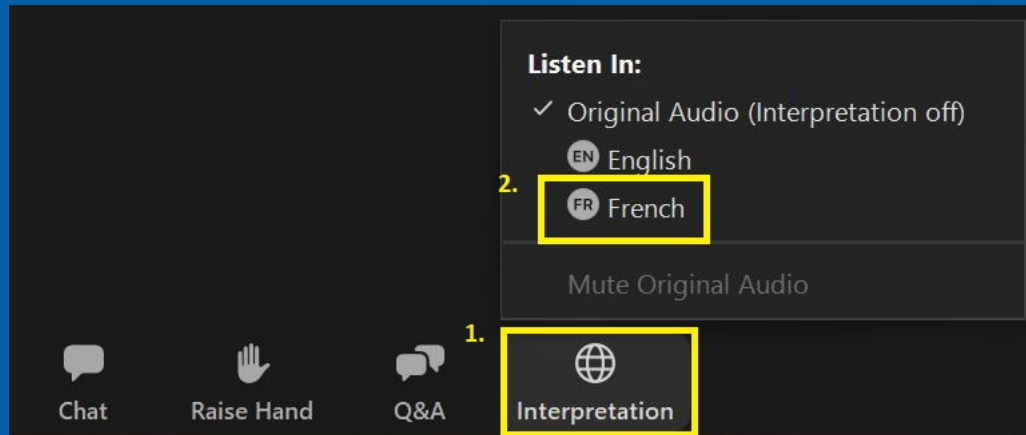 Listen In:
✓ Original Audio (Interpretation off)
EN English
2.
FR French
Mute Original Audio
1.
Chat
Raise Hand
Q&A
Interpretation